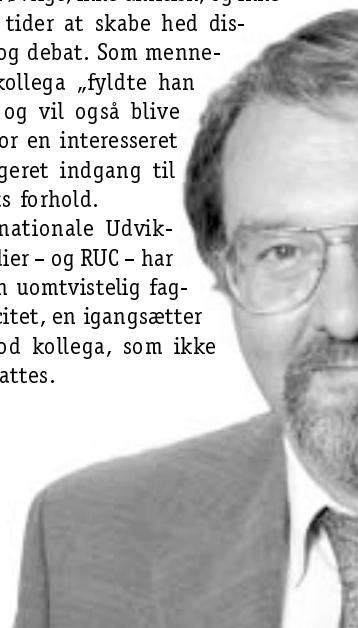 tider at skabe hed dis-
og debat. Som menne-
kollega „fyldte han
og vil også blive
or en interesseret
geret indgang til
s forhold.
nationale Udvik-
lier – og RUC – har
n uomtvistelig fag-
citet, en igangsætter
od kollega, som ikke
attes.